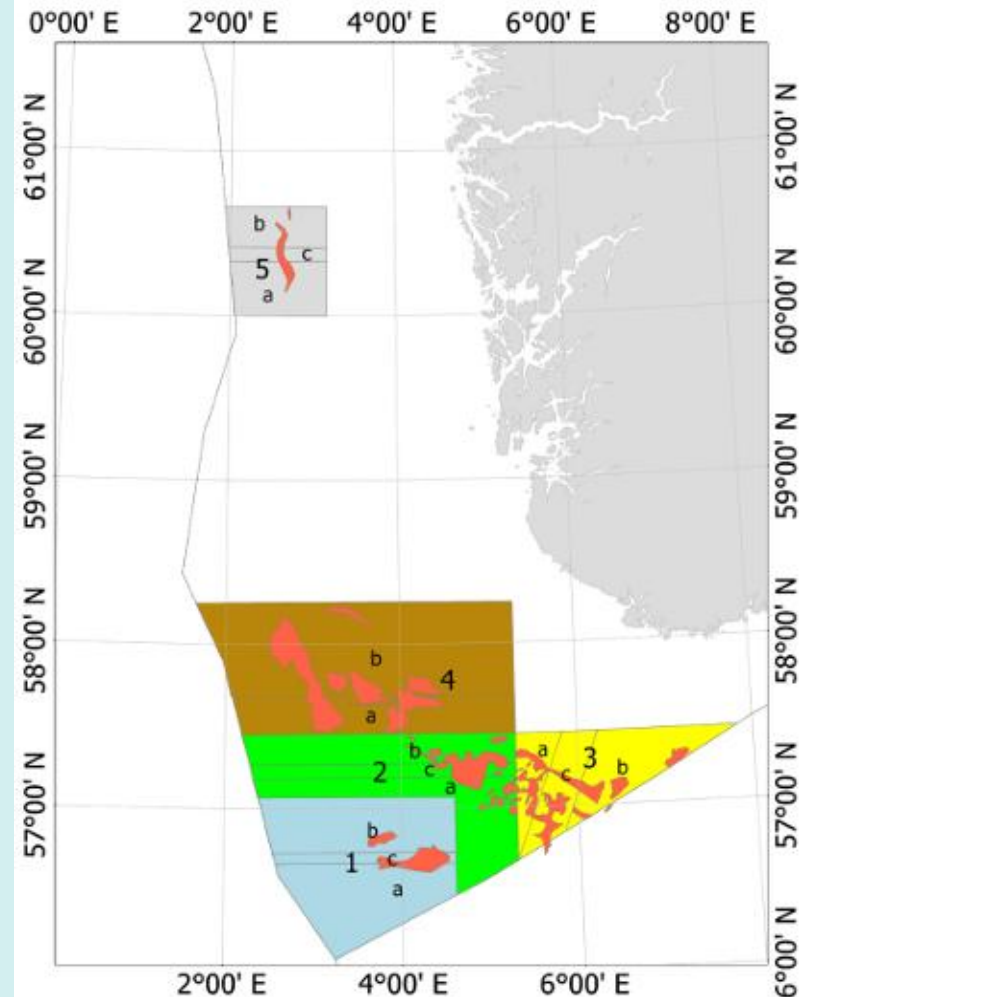 0°00' E 2°00' E 4°00' E 6°00' E 8°00' E
61°00' N 61°00' N
b
c
5
a
60°00' N 60°00' N
59°00' N 59°00' N
58°00' N 58°00' N
b
4
a
b a 3
2 c c b
a
57°00' N 57°00' N
b
1 c
a
6°00' N
2°00' E 4°00' E 6°00' E